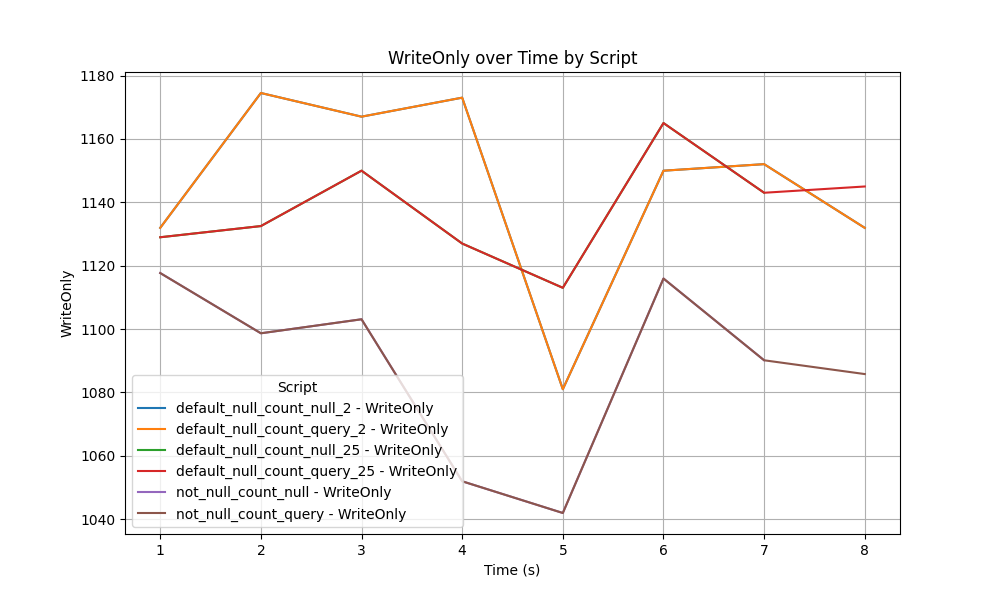 WriteOnly over Time by Script
1180
1160
1140
1120
1100
1080
1060
1040
WriteOnly
Script
default_null_count_null_2 - WriteOnly
default_null_count_query_2 - WriteOnly
default_null_count_null_25 - WriteOnly
default_null_count_query_25 - WriteOnly
not_null_count_null - WriteOnly
not_null_count_query - WriteOnly
1 2 3 4 5 6 7 8
Time (s)